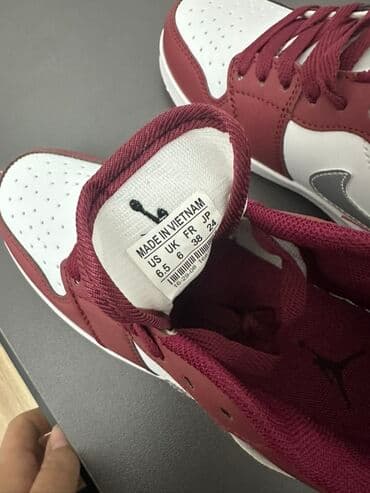 MADE IN VIETNAM
US UK FR JP
6.5 6 38 24